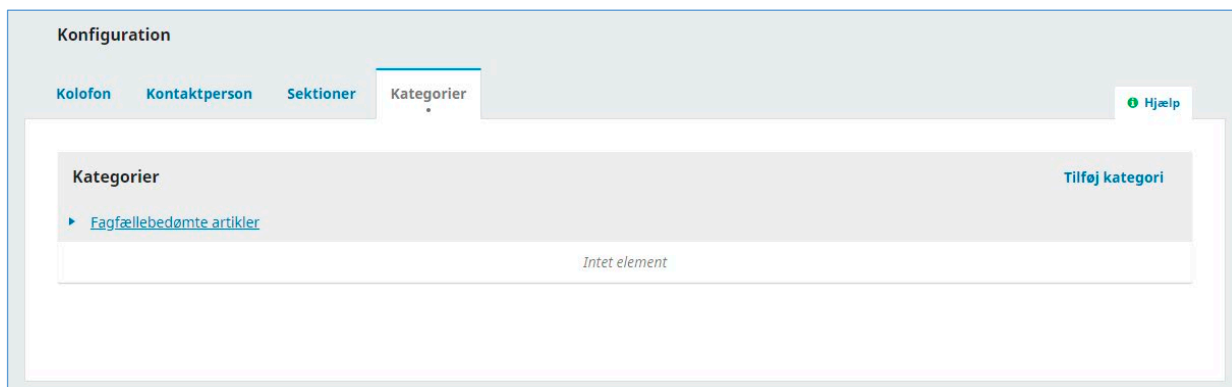 Konfiguration
Kolofon Kontaktperson Sektioner Kategorier
Hjælp
Kategorier Tilføj kategori
Fagfællebedømte artikler
Intet element